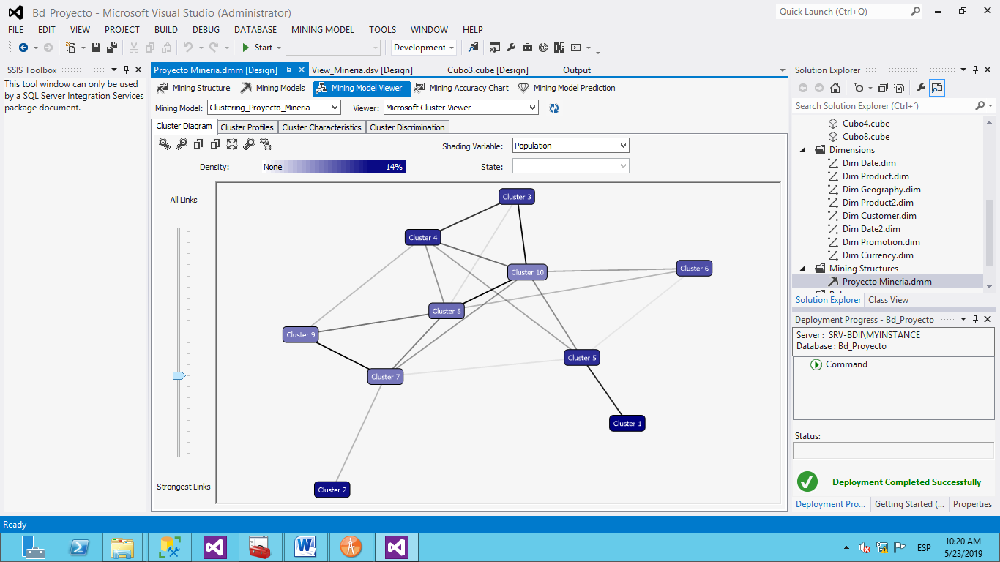 Bd_Proyecto - Microsoft Visual Studio (Administrator)
Quick Launch (Ctrl+Q)
FILE EDIT VIEW PROJECT BUILD DEBUG DATABASE MINING MODEL TOOLS WINDOW HELP
Start Development
SSIS Toolbox
This tool window can only be used
by a SQL Server Integration Services
package document.
Proyecto Mineria.dmm [Design] View_Mineria.dsv [Design] Cubo3.cube [Design] Output
Mining Structure Mining Models Mining Model Viewer Mining Accuracy Chart Mining Model Prediction
Mining Model: Clustering_Proyecto_Mineria Viewer: Microsoft Cluster Viewer
Cluster Diagram Cluster Profiles Cluster Characteristics Cluster Discrimination
Shading Variable: Population
Density: None 14% State:
All Links
Strongest Links
Cluster 3
Cluster 4
Cluster 10
Cluster 6
Cluster 8
Cluster 9
Cluster 5
Cluster 7
Cluster 1
Cluster 2
Solution Explorer
Search Solution Explorer (Ctrl+´)
Cubo4.cube
Cubo8.cube
Dimensions
Dim Date.dim
Dim Product.dim
Dim Geography.dim
Dim Product2.dim
Dim Customer.dim
Dim Date2.dim
Dim Promotion.dim
Dim Currency.dim
Mining Structures
Proyecto Mineria.dmm
Solution Explorer Class View
Deployment Progress - Bd_Proyecto
Server : SRV-BDII\MYINSTANCE
Database : Bd_Proyecto
Command
Status:
Deployment Completed Successfully
Deployment Pro... Getting Started (... Properties
Ready
ESP
10:20 AM
5/23/2019